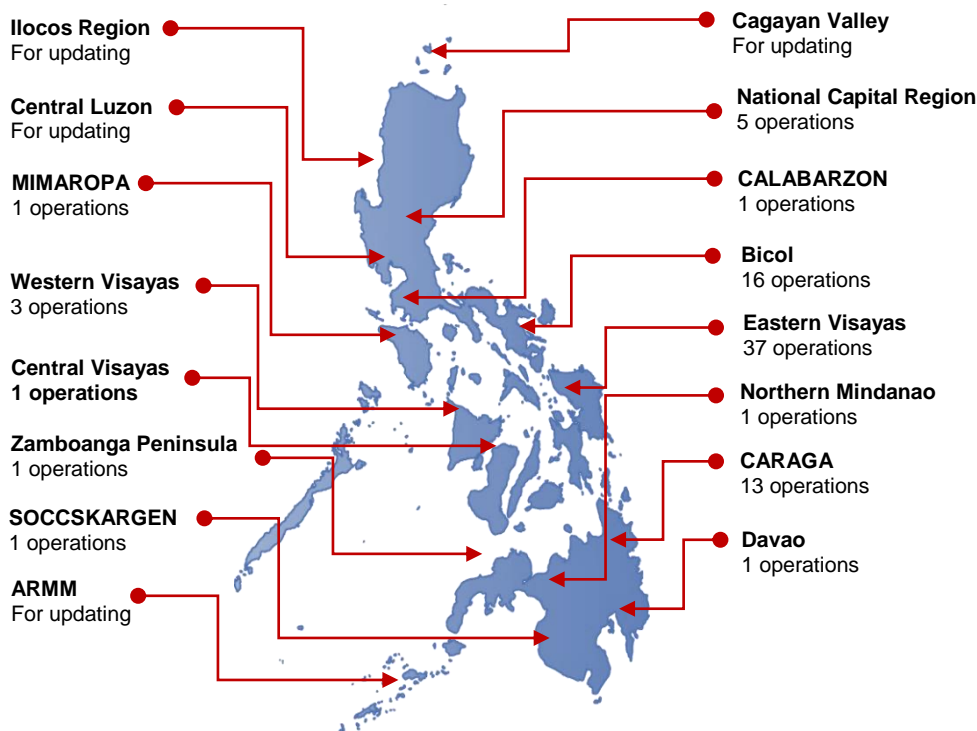 Ilocos Region
For updating
Central Luzon
For updating
MIMAROPA
1 operations
Western Visayas
3 operations
Central Visayas
1 operations
Zamboanga Peninsula
1 operations
SOCCSKARGEN
1 operations
ARMM
For updating
Cagayan Valley
For updating
National Capital Region
5 operations
CALABARZON
1 operations
Bicol
16 operations
Eastern Visayas
37 operations
Northern Mindanao
1 operations
CARAGA
13 operations
Davao
1 operations